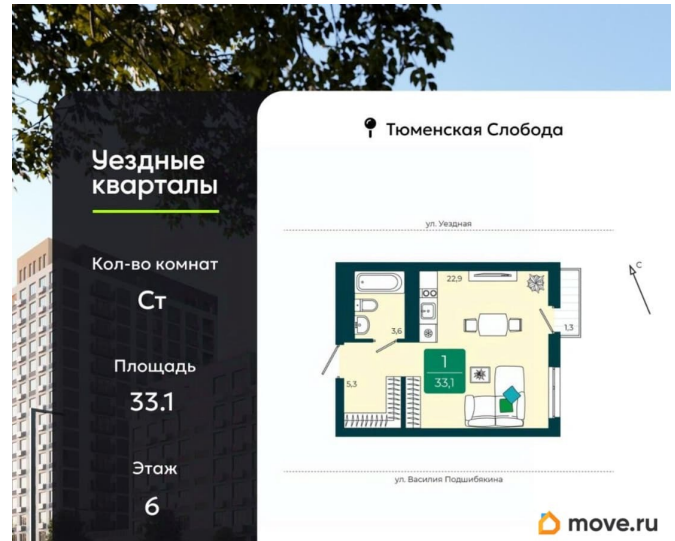 Уездные
кварталы
Кол-во комнат
Ст
Площадь
33.1
Этаж
6
Тюменская Слобода
ул. Уездная
С
22,9
3,6
1,3
5,3
1
33,1
ул. Василия Подшибякина
move.ru